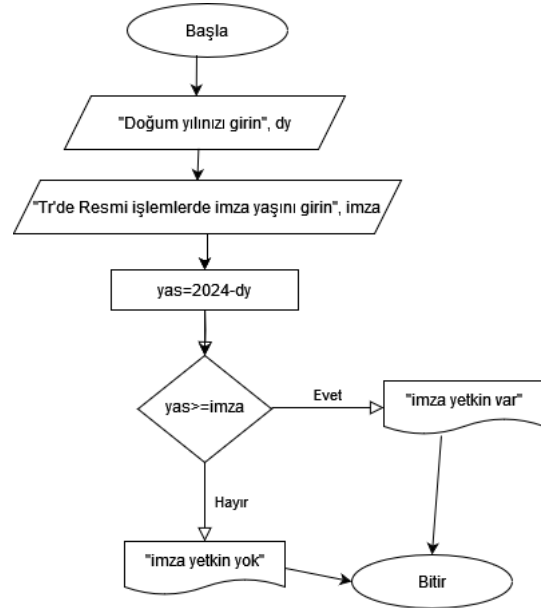 Başla
"Doğum yılınızı girin", dy
"Tr'de Resmi işlemlerde imza yaşını girin", imza
yas=2024-dy
yas>=imza
Evet
"imza yetkin var"
Hayır
"imza yetkin yok"
Bitir